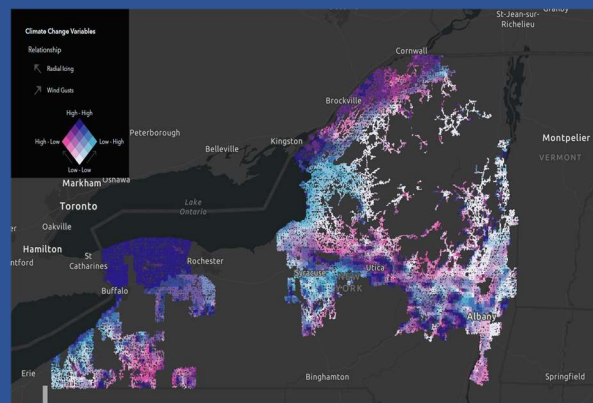 Granby
St-Jean-sur-
Richelieu
Climate Change Variables
Relationship
Radial Icing
Wind Gusts
High - High
High - Low
Low - High
Low - Low
Cornwall
Brockville
Peterborough
Kingston
Belleville
Montpelier
VERMONT
Markham
Oshawa
Toronto
Lake
Ontario
Oakville
Hamilton
St
Catharines
Rochester
Buffalo
Syracuse
Utica
Albany
Erie
Binghamton
Springfield